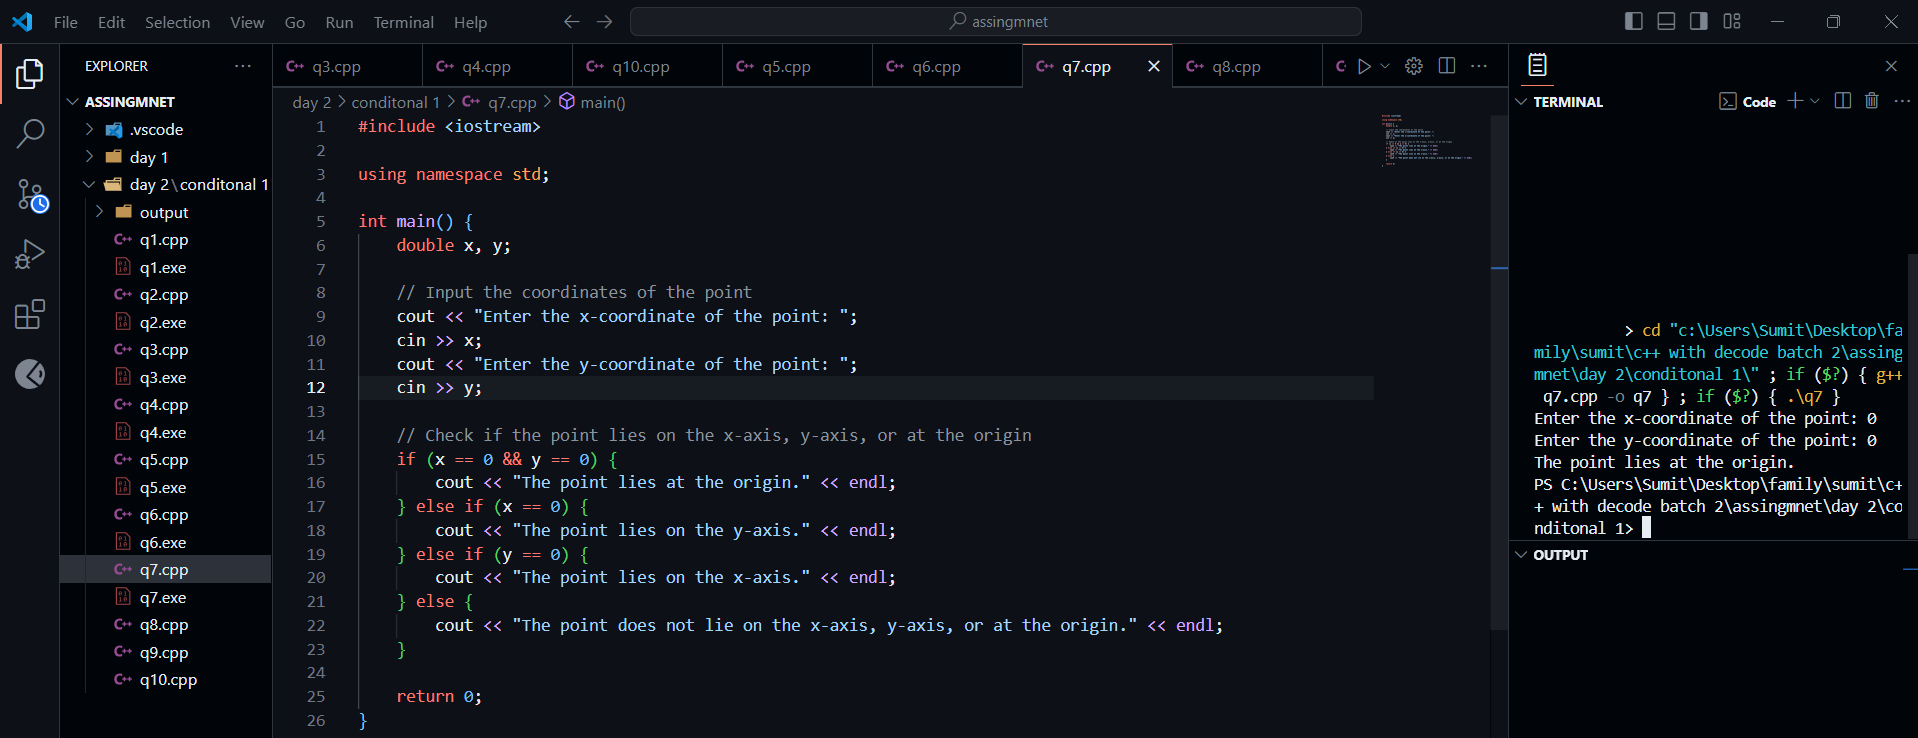 File Edit Selection View Go Run Terminal Help
assingmnet
EXPLORER
ASSINGMNET
.vscode
day 1
day 2\conditonal 1
output
C++ q1.cpp
q1.exe
C++ q2.cpp
q2.exe
C++ q3.cpp
q3.exe
C++ q4.cpp
q4.exe
C++ q5.cpp
q5.exe
C++ q6.cpp
q6.exe
C++ q7.cpp
q7.exe
C++ q8.cpp
C++ q9.cpp
C++ q10.cpp
C++ q3.cpp C++ q4.cpp C++ q10.cpp C++ q5.cpp C++ q6.cpp C++ q7.cpp C++ q8.cpp
day 2 > conditonal 1 > C++ q7.cpp > main()
1 #include <iostream>
2
3 using namespace std;
4
5 int main() {
6 double x, y;
7
8 // Input the coordinates of the point
9 cout << "Enter the x-coordinate of the point: ";
10 cin >> x;
11 cout << "Enter the y-coordinate of the point: ";
12 cin >> y;
13
14 // Check if the point lies on the x-axis, y-axis, or at the origin
15 if (x == 0 && y == 0) {
16 cout << "The point lies at the origin." << endl;
17 } else if (x == 0) {
18 cout << "The point lies on the y-axis." << endl;
19 } else if (y == 0) {
20 cout << "The point lies on the x-axis." << endl;
21 } else {
22 cout << "The point does not lie on the x-axis, y-axis, or at the origin." << endl;
23 }
24
25 return 0;
26 }
TERMINAL
Code
> cd "c:\Users\Sumit\Desktop\fa
mily\sumit\c++ with decode batch 2\assing
mnet\day 2\conditonal 1\" ; if ($?) { g++
q7.cpp -o q7 } ; if ($?) { .\q7 }
Enter the x-coordinate of the point: 0
Enter the y-coordinate of the point: 0
The point lies at the origin.
PS C:\Users\Sumit\Desktop\family\sumit\c+
+ with decode batch 2\assingmnet\day 2\co
nditonal 1>
OUTPUT